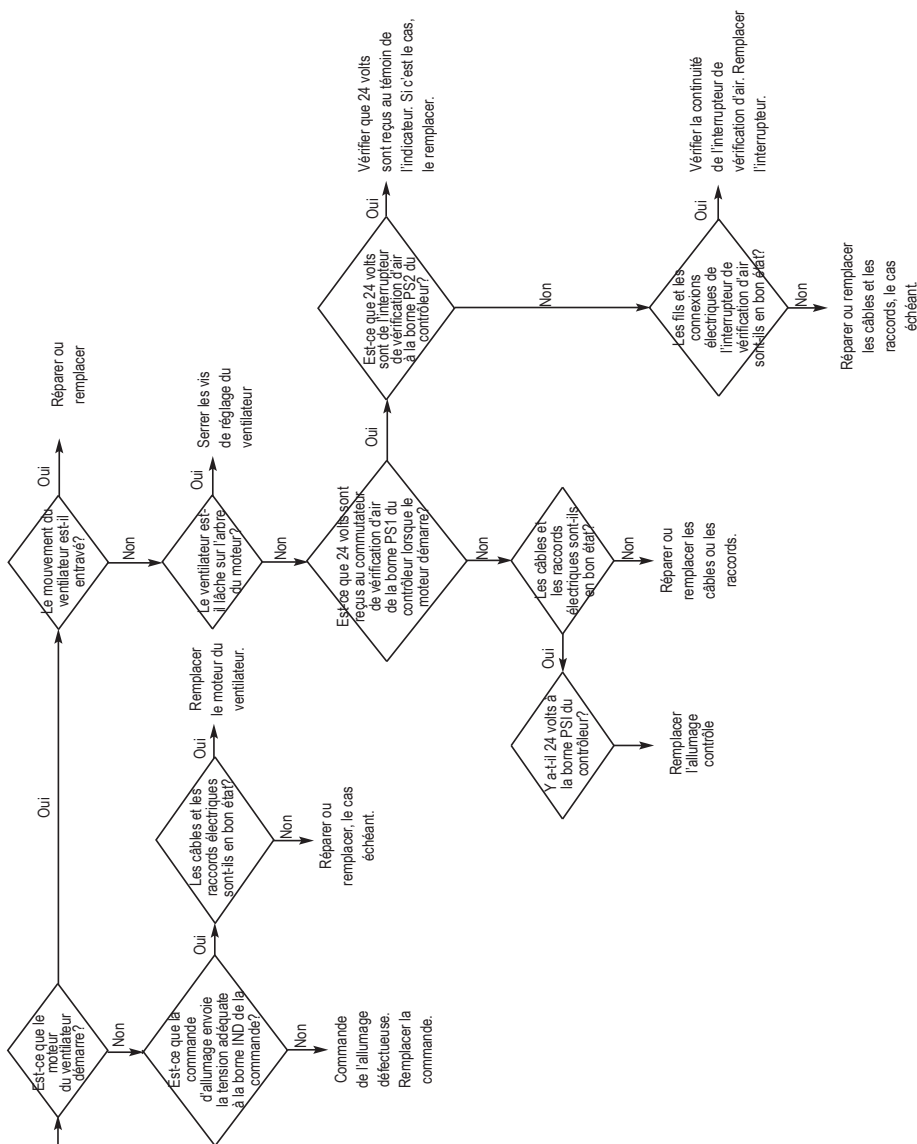 Est-ce que le
moteur
du ventilateur
démarre?
Oui
Non
Est-ce que la
commande
d'allumage envoie
la tension adéquate
à la borne IND de la
commande?
Oui
Non
Commande
de l'allumage
défectueuse.
Remplacer la
commande.
Les câbles et les
raccords électriques
sont-ils en bon état?
Oui
Non
Remplacer
le moteur du
ventilateur.
Réparer ou
remplacer, le cas
échéant.
Le mouvement du
ventilateur est-il
entravé?
Oui
Non
Réparer ou
remplacer
Le ventilateur est-
il lâche sur l'arbre
du moteur?
Oui
Non
Serrer les vis
de réglage du
ventilateur
Est-ce que 24 volts sont
reçus au commutateur
de vérification d'air
de la borne PS1 du
contrôleur lorsque le
moteur démarre?
Oui
Non
Les câbles et
les raccords
électriques sont-ils
en bon état?
Oui
Non
Réparer ou
remplacer les
câbles ou les
raccords.
Y a-t-il 24 volts à
la borne PSI du
contrôleur?
Remplacer
l'allumage
contrôle
Est-ce que 24 volts
sont de l'interrupteur
de vérification d'air
à la borne PS2 du
contrôleur?
Oui
Non
Vérifier que 24 volts
sont reçus au témoin de
l'indicateur. Si c'est le cas,
le remplacer.
Les fils et les
connexions
électriques de
l'interrupteur de
vérification d'air
sont-ils en bon état?
Oui
Non
Vérifier la continuité
de l'interrupteur de
vérification d'air. Remplacer
l'interrupteur.
Réparer ou remplacer
les câbles et les
raccords, le cas
échéant.